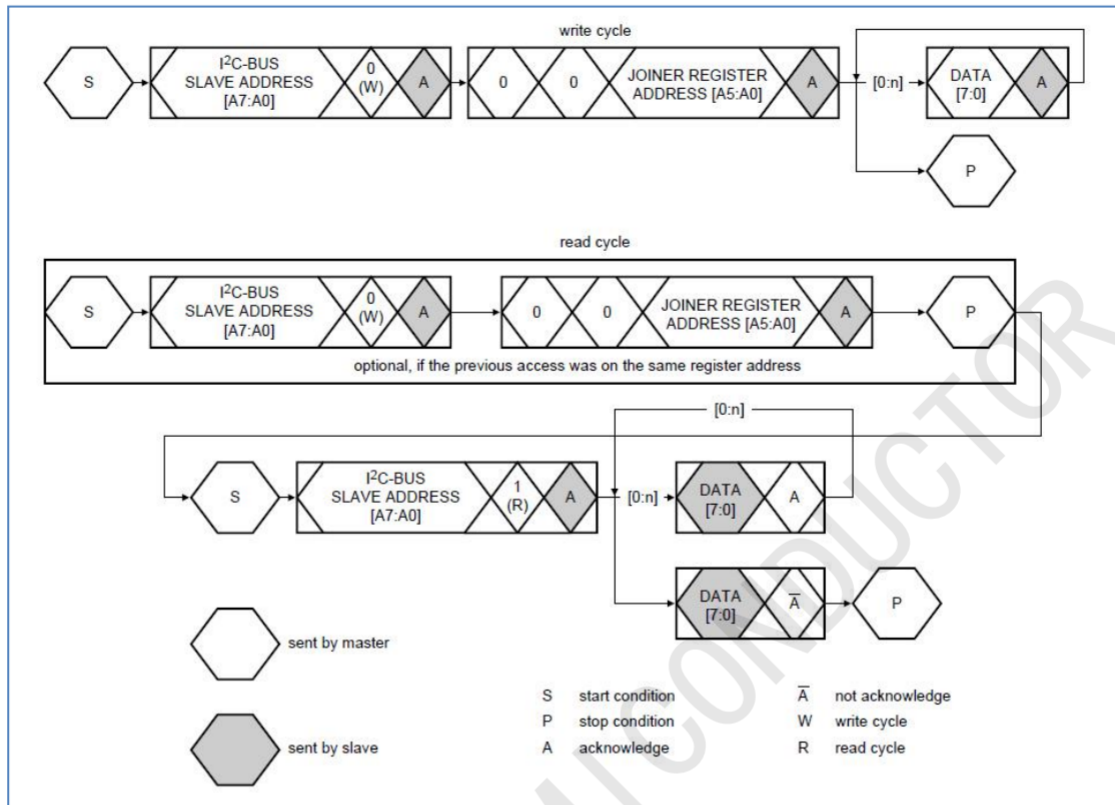 write cycle
S
I²C-BUS
SLAVE ADDRESS
[A7:A0]
0
(W)
A
0
0
JOINER REGISTER
ADDRESS [A5:A0]
A
[0:n]
DATA
[7:0]
A
P
read cycle
S
I²C-BUS
SLAVE ADDRESS
[A7:A0]
0
(W)
A
0
0
JOINER REGISTER
ADDRESS [A5:A0]
A
P
optional, if the previous access was on the same register address
[0:n]
S
I²C-BUS
SLAVE ADDRESS
[A7:A0]
1
(R)
A
[0:n]
DATA
[7:0]
A
DATA
[7:0]
A̅
P
sent by master
sent by slave
S start condition
P stop condition
A acknowledge
A̅ not acknowledge
W write cycle
R read cycle